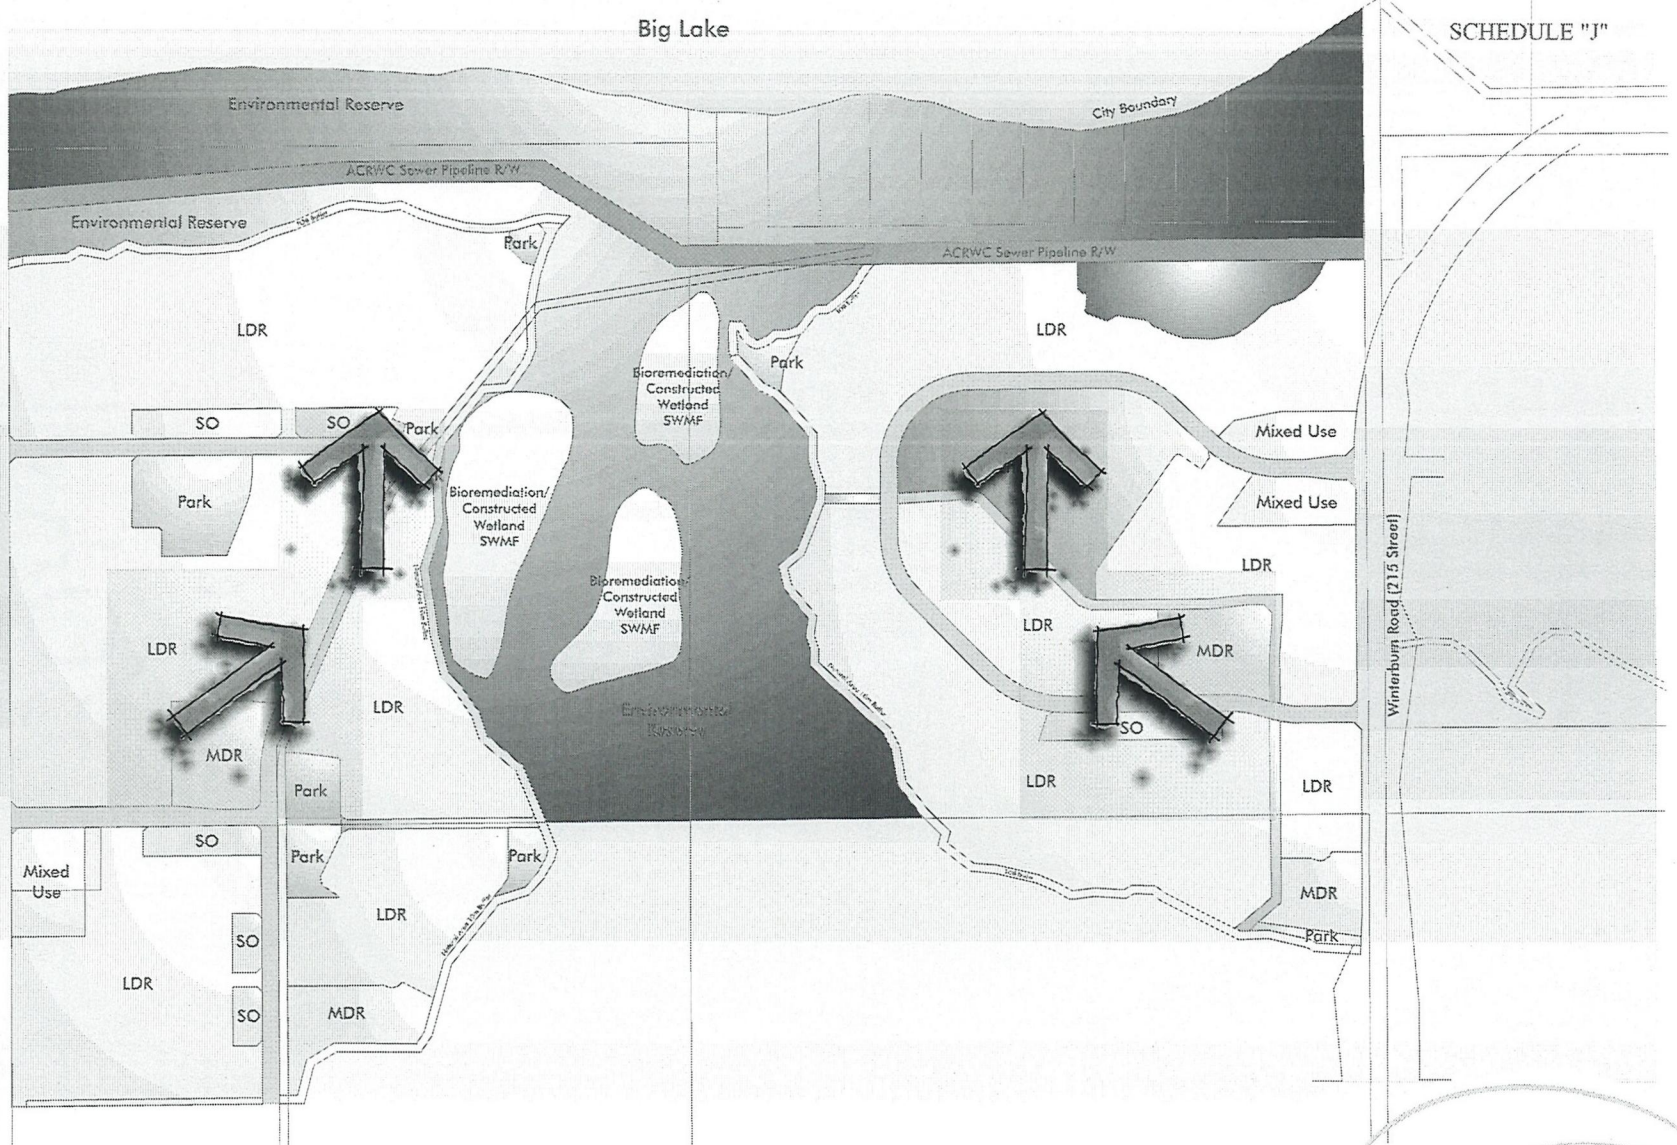 Big Lake
SCHEDULE "J"
Environmental Reserve
City Boundary
ACRWC Sewer Pipeline R/W
Environmental Reserve
Park
ACRWC Sewer Pipeline R/W
LDR
LDR
Park
Bioremediation/
Constructed
Wetland
SWMF
SO
SO
Park
Mixed Use
Park
Bioremediation/
Constructed
Wetland
SWMF
Mixed Use
Winterburn Road (215 Street)
LDR
Bioremediation/
Constructed
Wetland
SWMF
LDR
LDR
MDR
LDR
Environmental
Reserve
SO
MDR
Park
LDR
LDR
SO
Park
Park
Mixed
Use
MDR
LDR
SO
Park
LDR
SO
MDR